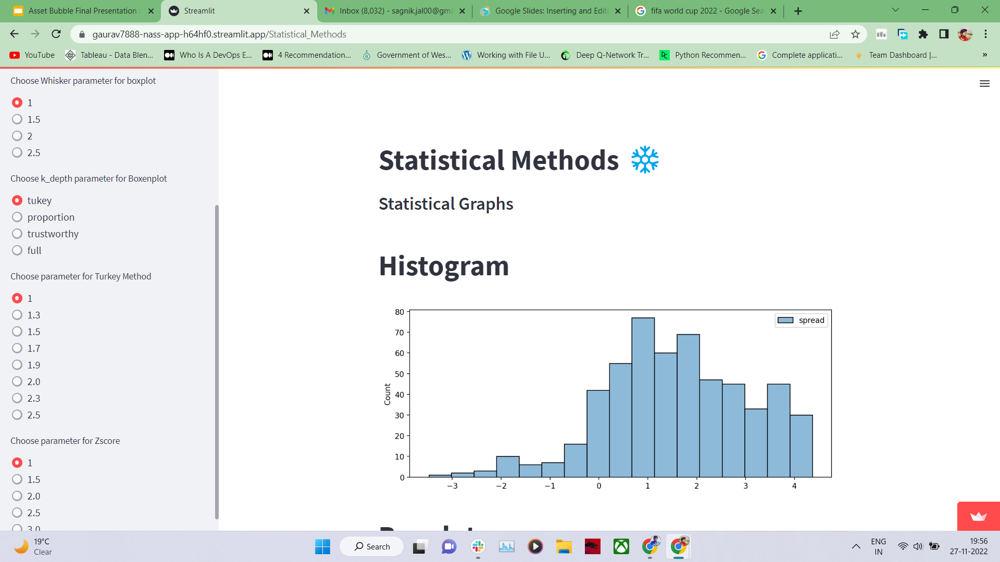 Asset Bubble Final Presentation
Streamlit
Inbox (8,032) - sagnik.jal00@gma
Google Slides: Inserting and Editi
fifa world cup 2022 - Google Sea
gaurav7888-nass-app-h64hf0.streamlit.app/Statistical_Methods
YouTube
Tableau - Data Blen...
Who Is A DevOps E...
4 Recommendation...
Government of Wes...
Working with File U...
Deep Q-Network Tr...
Python Recommen...
Complete applicati...
Team Dashboard |...
»
Choose Whisker parameter for boxplot
1
1.5
2
2.5
Choose k_depth parameter for Boxenplot
tukey
proportion
trustworthy
full
Choose parameter for Turkey Method
1
1.3
1.5
1.7
1.9
2.0
2.3
2.5
Choose parameter for Zscore
1
1.5
2.0
2.5
3.0
Statistical Methods
Statistical Graphs
Histogram
spread
Count
80
70
60
50
40
30
20
10
0
−3
−2
−1
0
1
2
3
4
19°C
Clear
Search
ENG
IN
19:56
27-11-2022